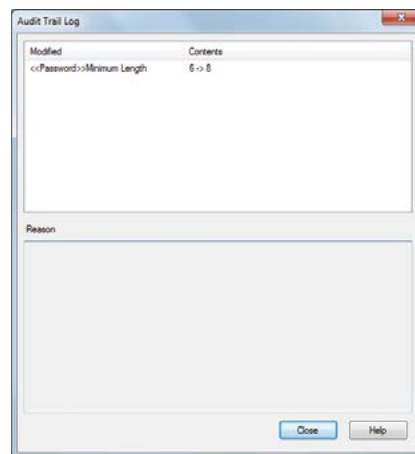 Audit Trail Log
Modified Contents
<<Password>>Minimum Length 6 -> 8
Reason
Close Help